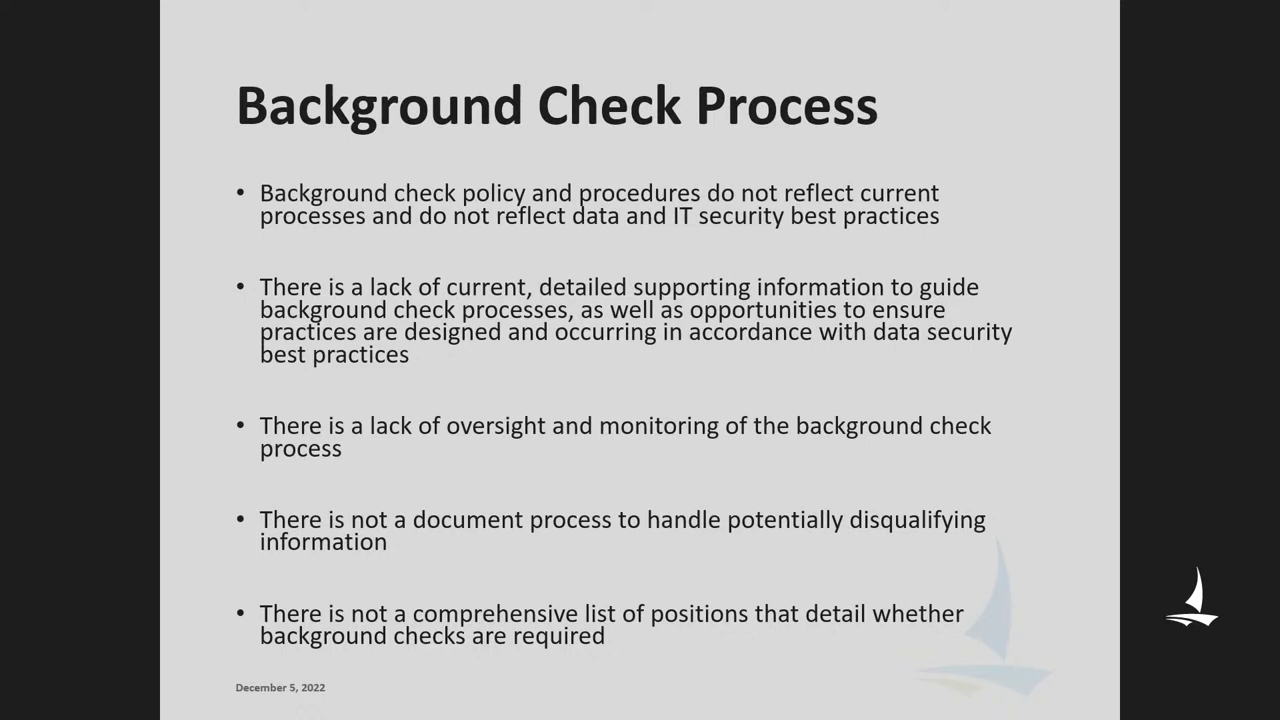 Background Check Process
• Background check policy and procedures do not reflect current
processes and do not reflect data and IT security best practices
• There is a lack of current, detailed supporting information to guide
background check processes, as well as opportunities to ensure
practices are designed and occurring in accordance with data security
best practices
• There is a lack of oversight and monitoring of the background check
process
• There is not a document process to handle potentially disqualifying
information
• There is not a comprehensive list of positions that detail whether
background checks are required
December 5, 2022